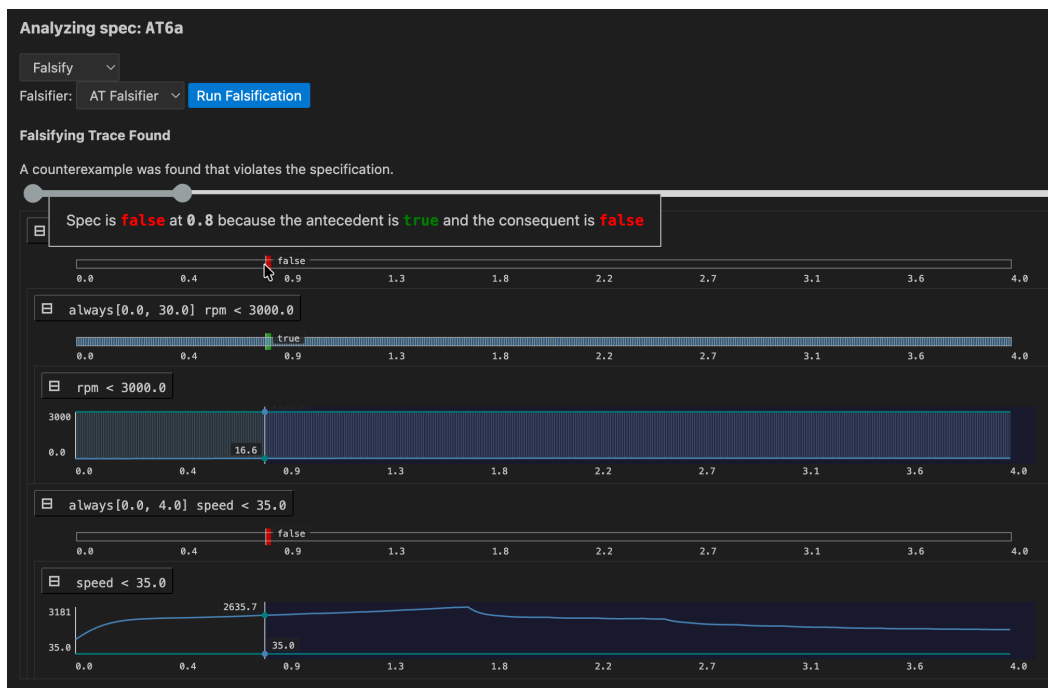 Analyzing spec: AT6a
Falsify
Falsifier: AT Falsifier Run Falsification
Falsifying Trace Found
A counterexample was found that violates the specification.
Spec is false at 0.8 because the antecedent is true and the consequent is false
false
0.0 0.4 0.9 1.3 1.8 2.2 2.7 3.1 3.6 4.0
always[0.0, 30.0] rpm < 3000.0
true
0.0 0.4 0.9 1.3 1.8 2.2 2.7 3.1 3.6 4.0
rpm < 3000.0
3000
16.6
0.0
0.0 0.4 0.9 1.3 1.8 2.2 2.7 3.1 3.6 4.0
always[0.0, 4.0] speed < 35.0
false
0.0 0.4 0.9 1.3 1.8 2.2 2.7 3.1 3.6 4.0
speed < 35.0
3181 2635.7
35.0 35.0
0.0 0.4 0.9 1.3 1.8 2.2 2.7 3.1 3.6 4.0